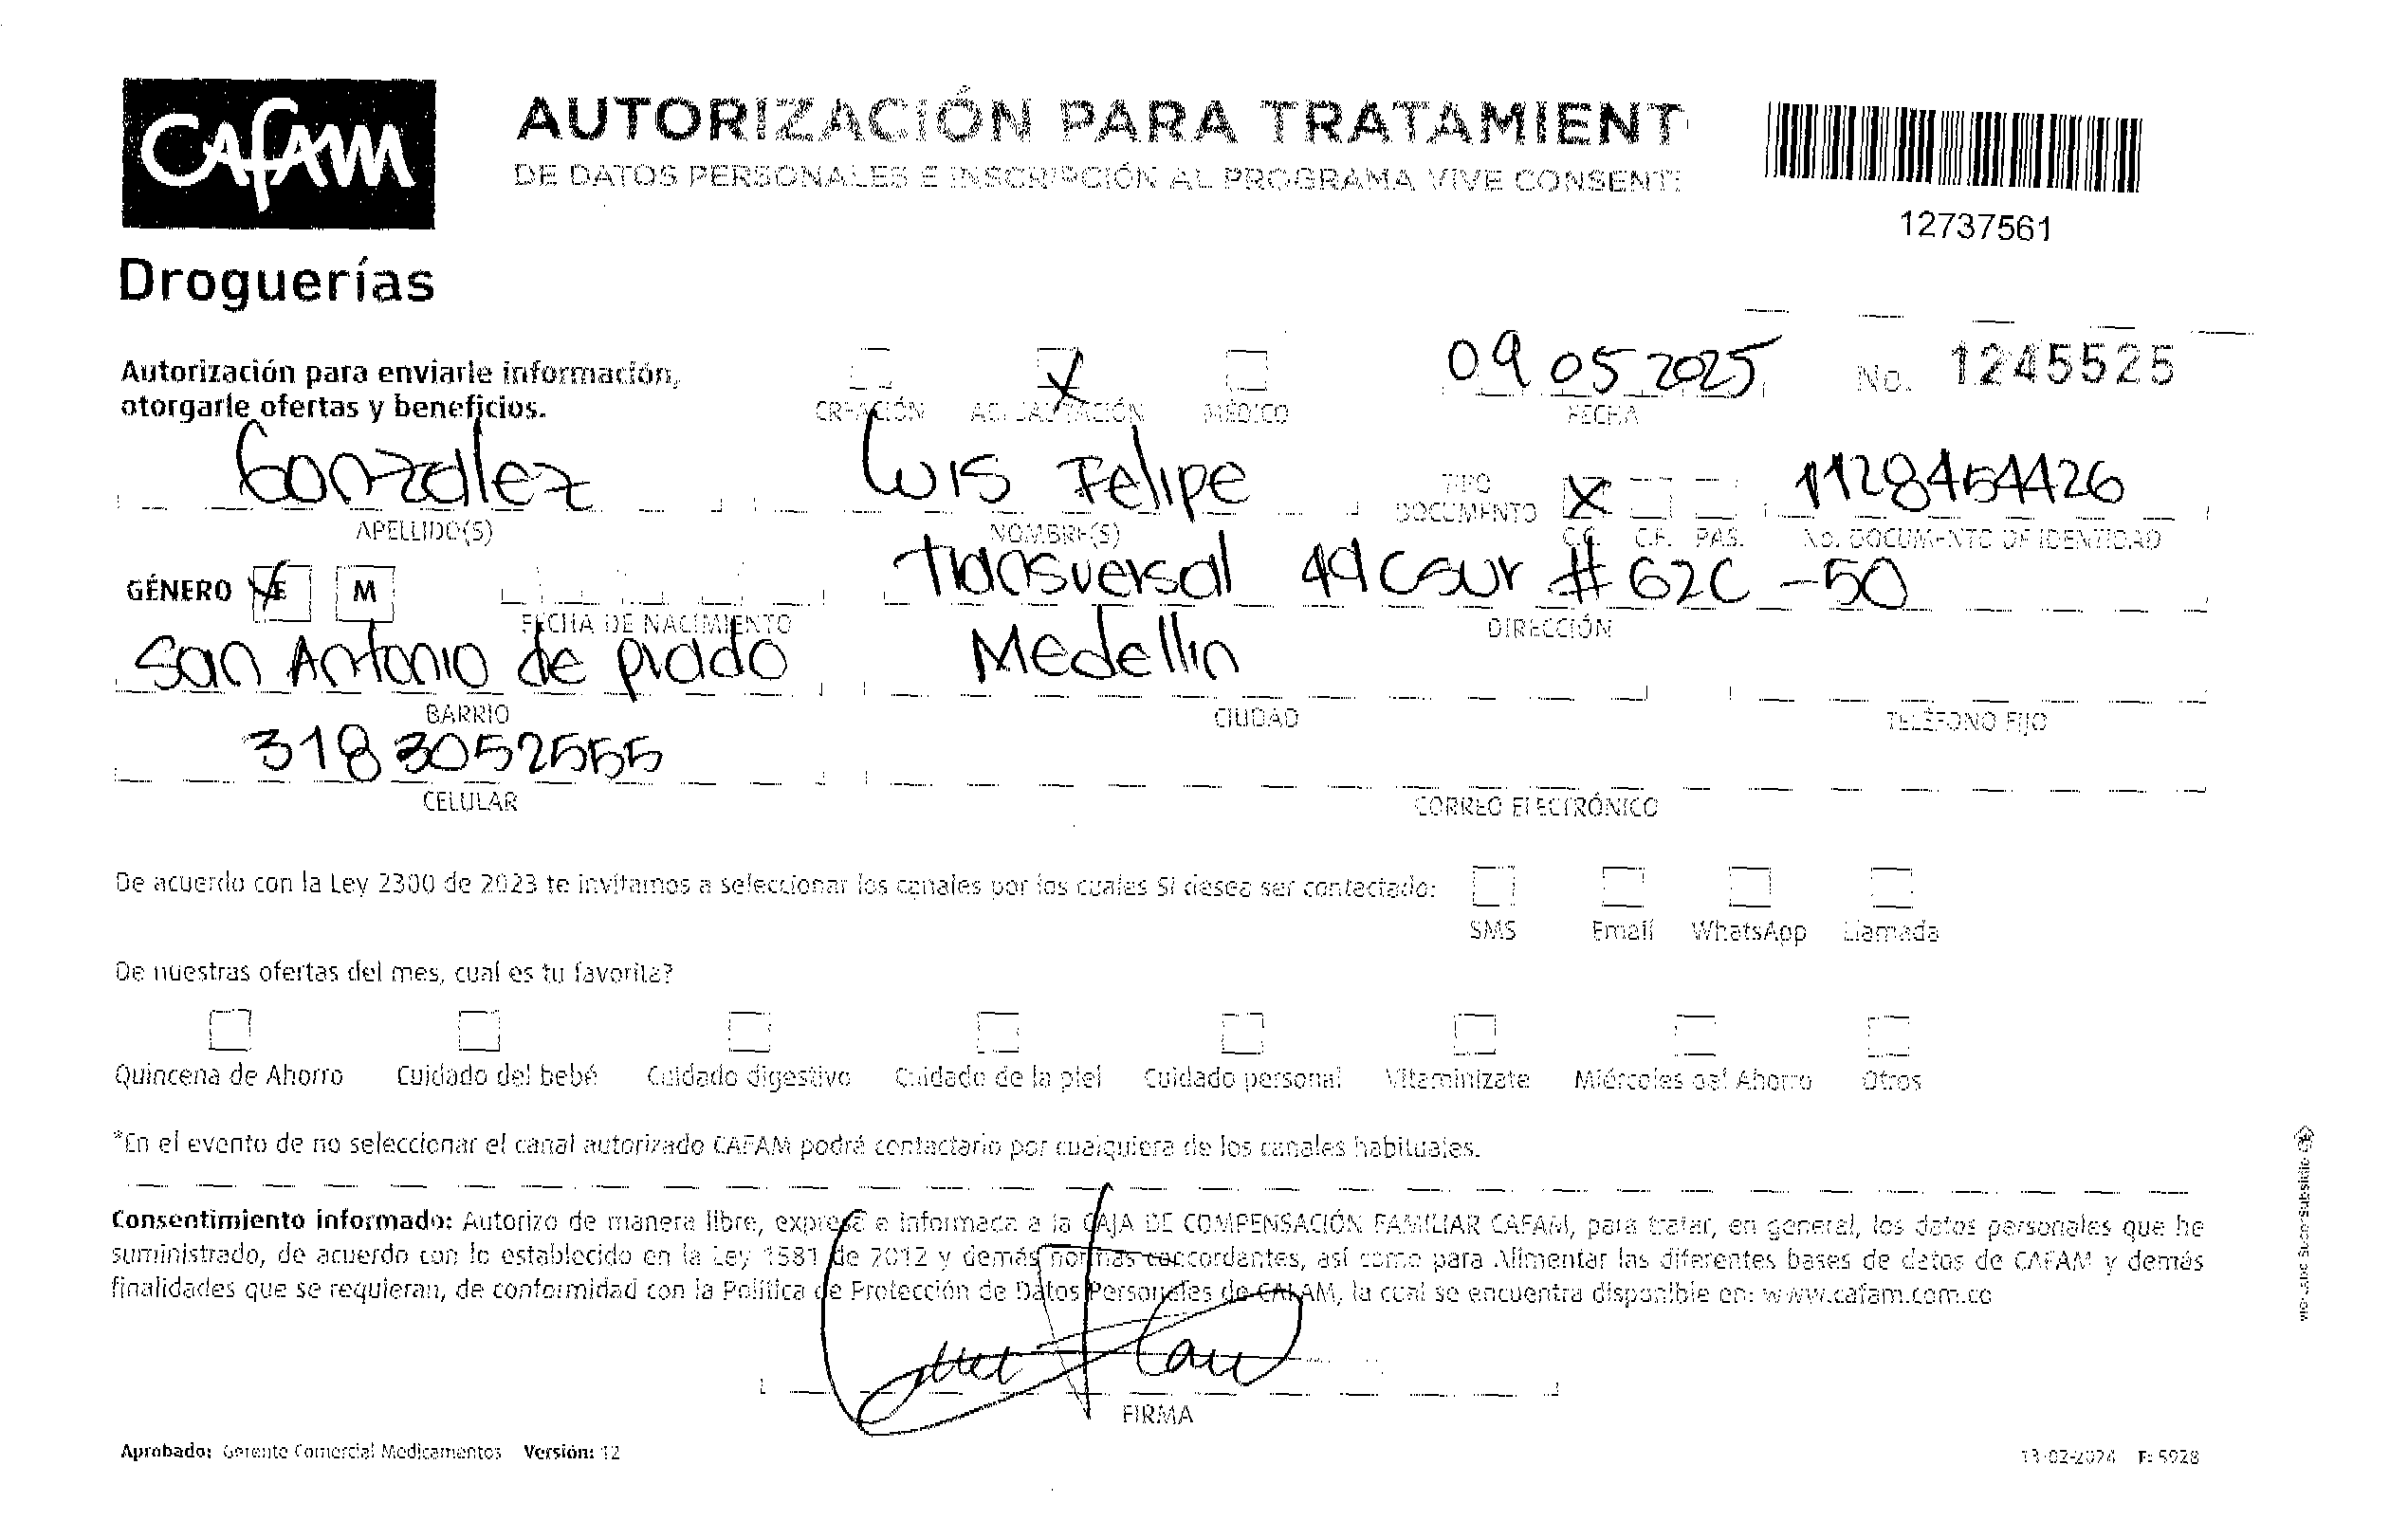 Cafam
Droguerías
AUTORIZACIÓN PARA TRATAMIENT
DE DATOS PERSONALES E INSCRIPCIÓN AL PROGRAMA VIVE CONSENTI
12737561
Autorización para enviarle información,
otorgarle ofertas y beneficios.
CREACIÓN X ACTUALIZACIÓN MÉDICO
09 05 2025
FECHA
No. 1245525
Gonzalez Luis Felipe X 1128454426
APELLIDO(S) NOMBRE(S) TIPO DOCUMENTO C.C. C.E. PAS. No. DOCUMENTO DE IDENTIDAD
GÉNERO F M Transversal 49 C sur # 62C - 50
FECHA DE NACIMIENTO DIRECCIÓN
San Antonio de prado Medellin
BARRIO CIUDAD TELÉFONO FIJO
318 3052555
CELULAR CORREO ELECTRÓNICO
De acuerdo con la Ley 2300 de 2023 te invitamos a seleccionar los canales por los cuales Si desea ser contactado:
SMS Email WhatsApp Llamada
De nuestras ofertas del mes, cual es tu favorita?
Quincena de Ahorro Cuidado del bebé Cuidado digestivo Cuidado de la piel Cuidado personal Vitaminízate Miércoles del Ahorro Otros
*En el evento de no seleccionar el canal autorizado CAFAM podrá contactarlo por cualquiera de los canales habituales.
Consentimiento informado: Autorizo de manera libre, expresa e informada a la CAJA DE COMPENSACIÓN FAMILIAR CAFAM, para tratar, en general, los datos personales que he
suministrado, de acuerdo con lo establecido en la Ley 1581 de 2012 y demás normas concordantes, así como para Alimentar las diferentes bases de datos de CAFAM y demás
finalidades que se requieran, de conformidad con la Política de Protección de Datos Personales de CAFAM, la cual se encuentra disponible en: www.cafam.com.co
FIRMA
Aprobado: Gerente Comercial Medicamentos Versión: 12
13-02-2024 F: 5928